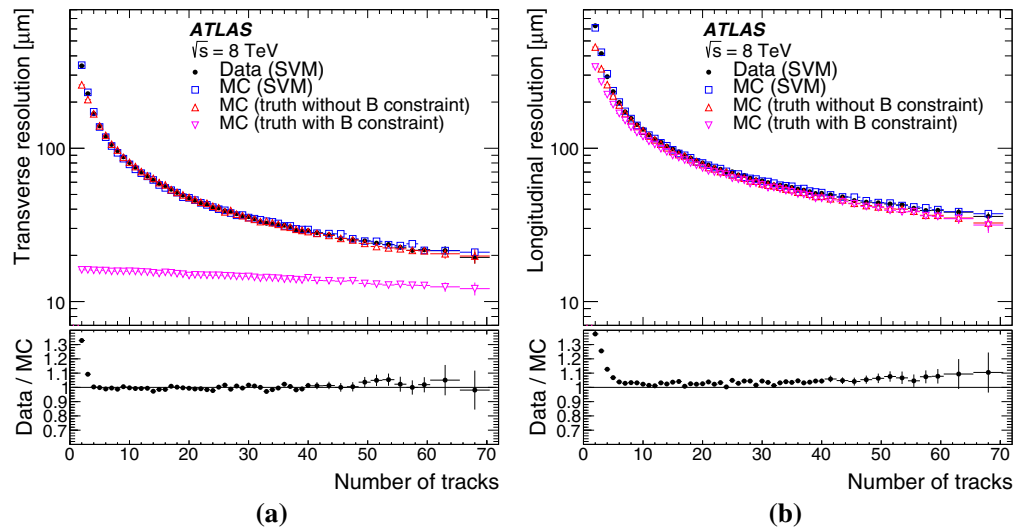 Transverse resolution [μm]
100
10
ATLAS
√s = 8 TeV
Data (SVM)
MC (SVM)
MC (truth without B constraint)
MC (truth with B constraint)
Data / MC
1.3
1.2
1.1
1
0.9
0.8
0.7
0 10 20 30 40 50 60 70
Number of tracks
(a)
Longitudinal resolution [μm]
100
10
ATLAS
√s = 8 TeV
Data (SVM)
MC (SVM)
MC (truth without B constraint)
MC (truth with B constraint)
Data / MC
1.3
1.2
1.1
1
0.9
0.8
0.7
0 10 20 30 40 50 60 70
Number of tracks
(b)